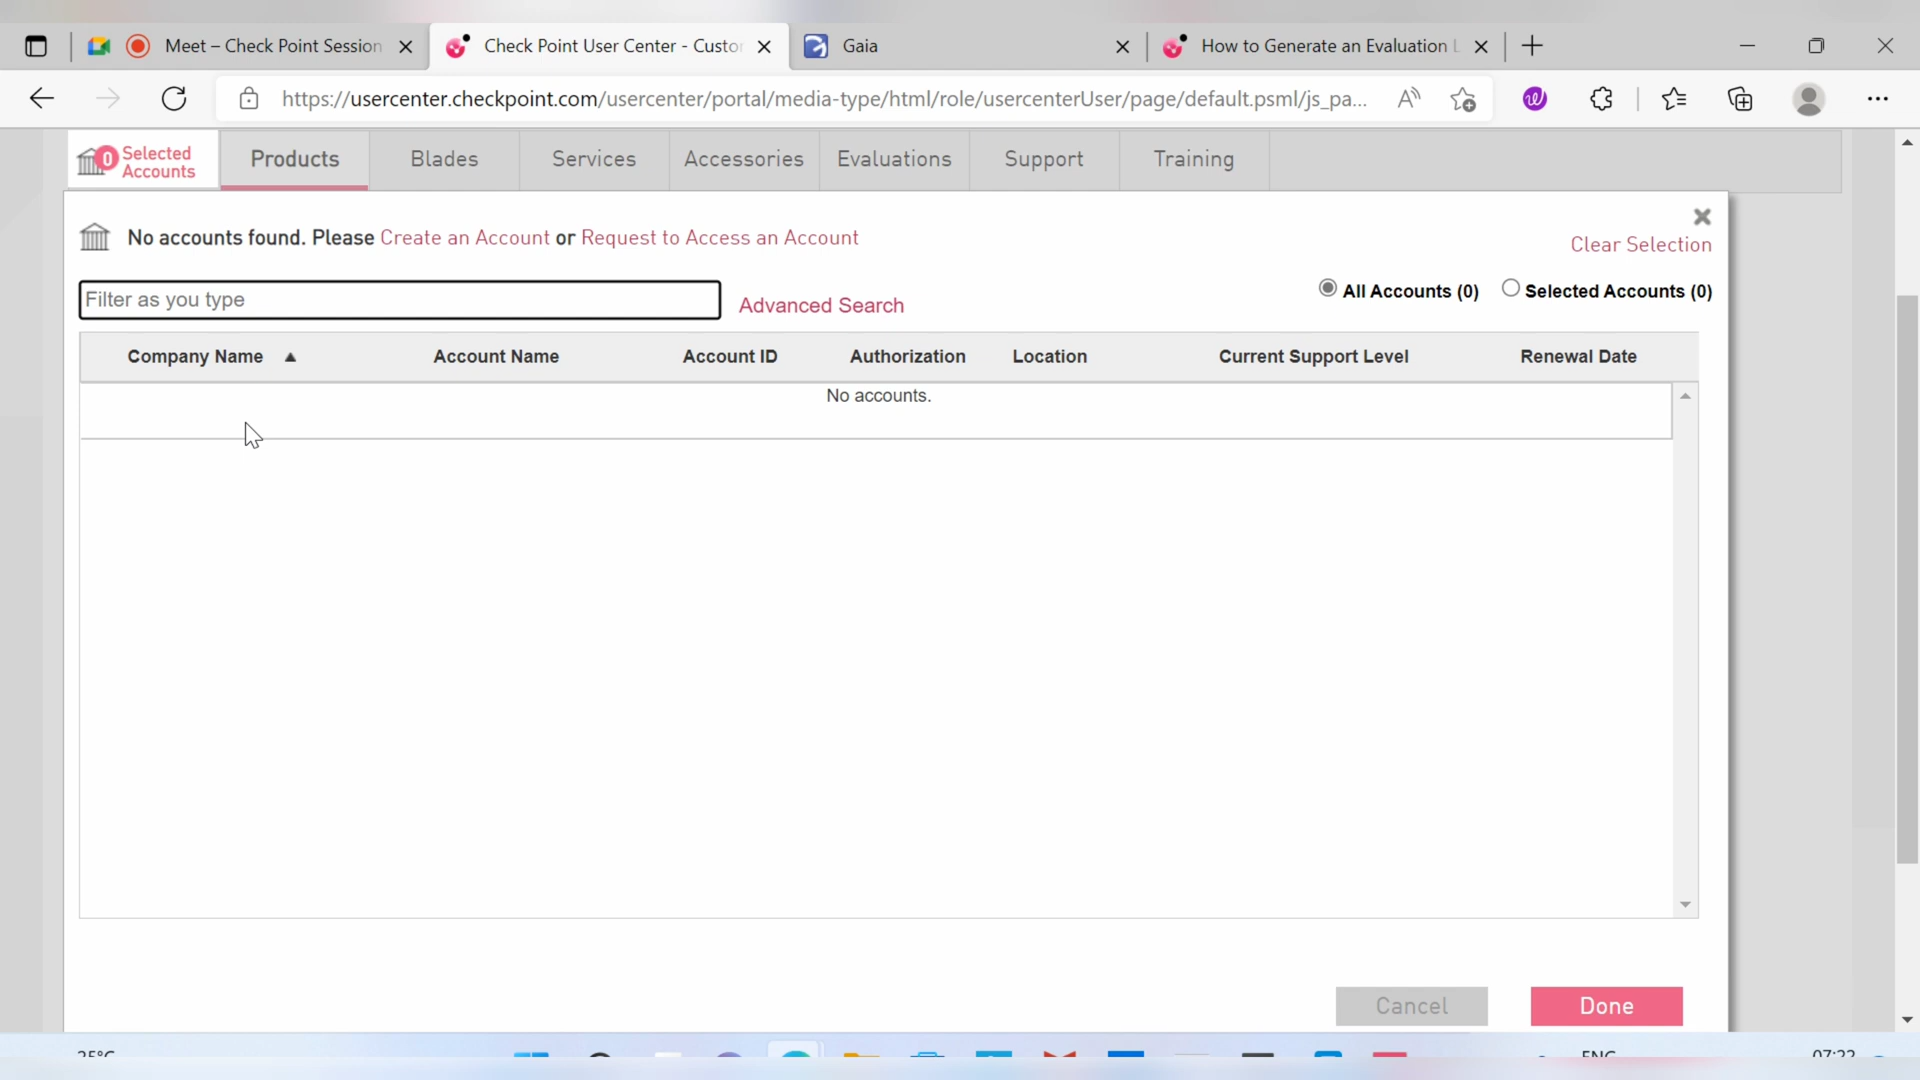 Meet – Check Point Session
Check Point User Center - Custo
Gaia
How to Generate an Evaluation L
https://usercenter.checkpoint.com/usercenter/portal/media-type/html/role/usercenterUser/page/default.psml/js_pa...
0 Selected Accounts
Products
Blades
Services
Accessories
Evaluations
Support
Training
No accounts found. Please Create an Account or Request to Access an Account
Clear Selection
Filter as you type
Advanced Search
All Accounts (0)
Selected Accounts (0)
Company Name ▲
Account Name
Account ID
Authorization
Location
Current Support Level
Renewal Date
No accounts.
Cancel
Done
25°C
ENG
07:22